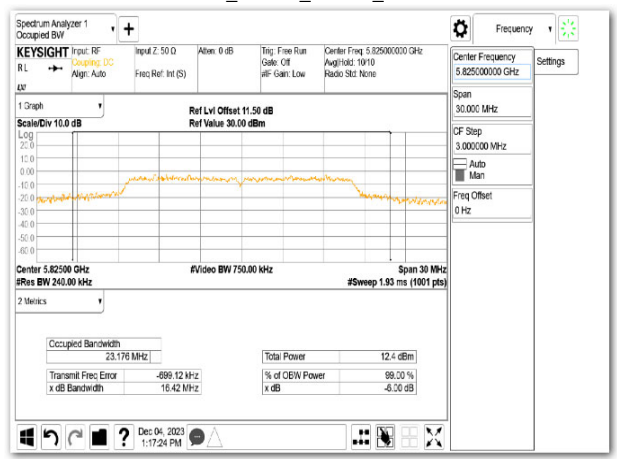 Spectrum Analyzer 1
Occupied BW
+
Frequency
KEYSIGHT
RL
Input: RF
Coupling: DC
Align: Auto
Input Z: 50 Ω
Freq Ref: Int (S)
Atten: 0 dB
Trig: Free Run
Gate: Off
#IF Gain: Low
Center Freq: 5.825000000 GHz
Avg|Hold: 10/10
Radio Std: None
LXI
1 Graph
Scale/Div 10.0 dB
Ref Lvl Offset 11.50 dB
Ref Value 30.00 dBm
Log
20.0
10.0
0.00
-10.0
-20.0
-30.0
-40.0
-50.0
-60.0
Center 5.82500 GHz
#Video BW 750.00 kHz
Span 30 MHz
#Res BW 240.00 kHz
#Sweep 1.93 ms (1001 pts)
2 Metrics
Occupied Bandwidth
23.176 MHz
Total Power 12.4 dBm
Transmit Freq Error -699.12 kHz
% of OBW Power 99.00 %
x dB Bandwidth 16.42 MHz
x dB -6.00 dB
Dec 04, 2023
1:17:24 PM
?
Center Frequency
5.825000000 GHz
Settings
Span
30.000 MHz
CF Step
3.000000 MHz
Auto
Man
Freq Offset
0 Hz